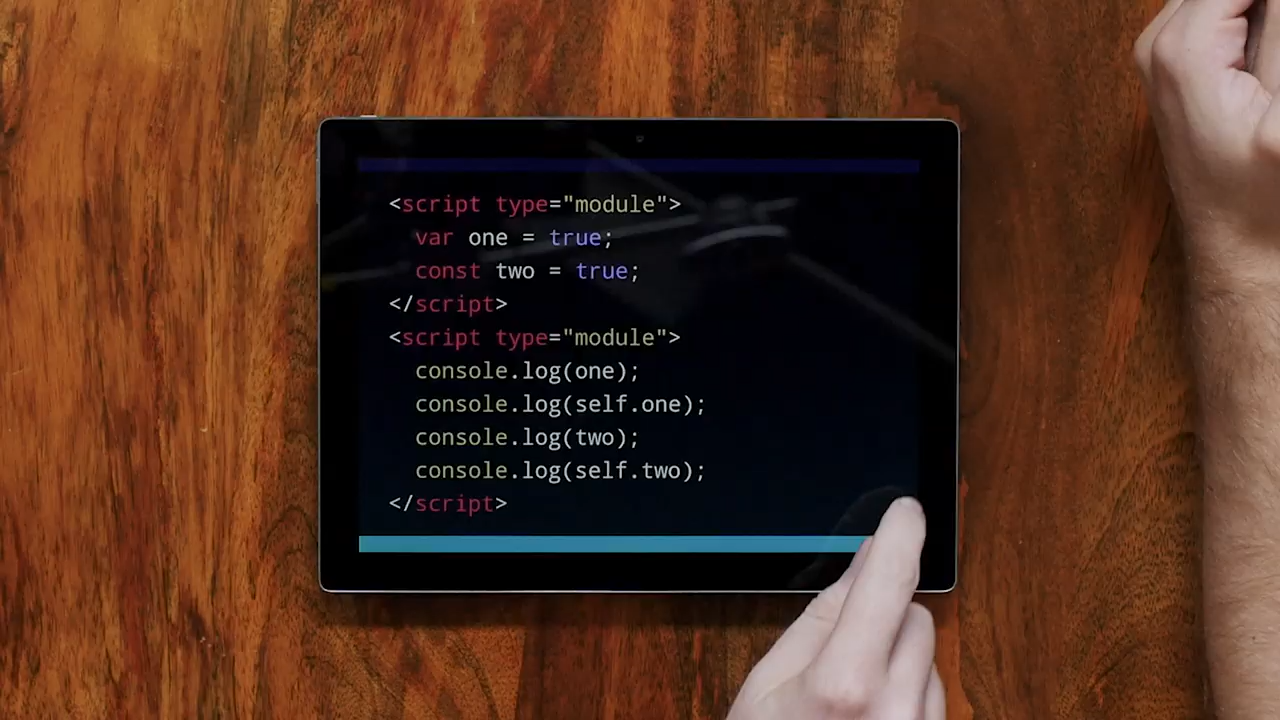 <script type="module">
  var one = true;
  const two = true;
</script>
<script type="module">
  console.log(one);
  console.log(self.one);
  console.log(two);
  console.log(self.two);
</script>